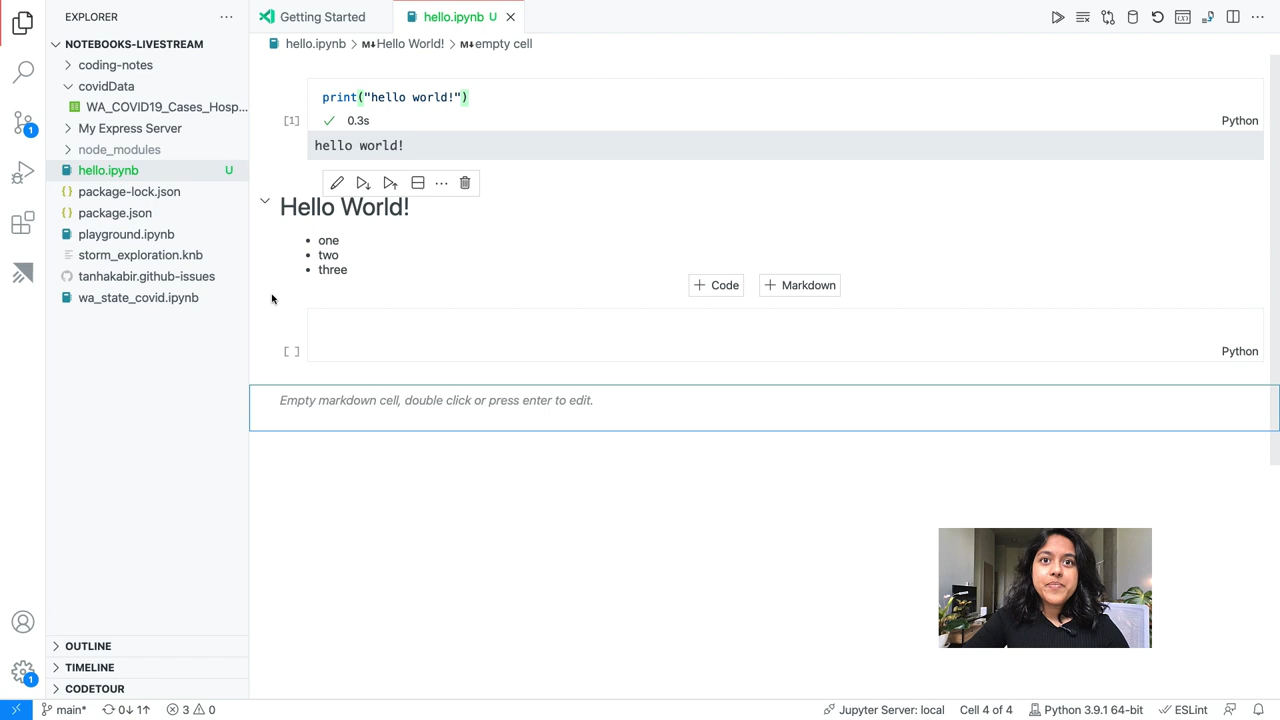 EXPLORER
Getting Started
hello.ipynb U
NOTEBOOKS-LIVESTREAM
hello.ipynb > M↓Hello World! > M↓empty cell
coding-notes
covidData
WA_COVID19_Cases_Hosp...
My Express Server
node_modules
hello.ipynb U
package-lock.json
package.json
playground.ipynb
storm_exploration.knb
tanhakabir.github-issues
wa_state_covid.ipynb
OUTLINE
TIMELINE
CODETOUR
1
1
print("hello world!")
[1]
0.3s
Python
hello world!
Hello World!
• one
• two
• three
+ Code
+ Markdown
[ ]
Python
Empty markdown cell, double click or press enter to edit.
main* 0↓ 1↑ 3 0 Jupyter Server: local Cell 4 of 4 Python 3.9.1 64-bit ESLint